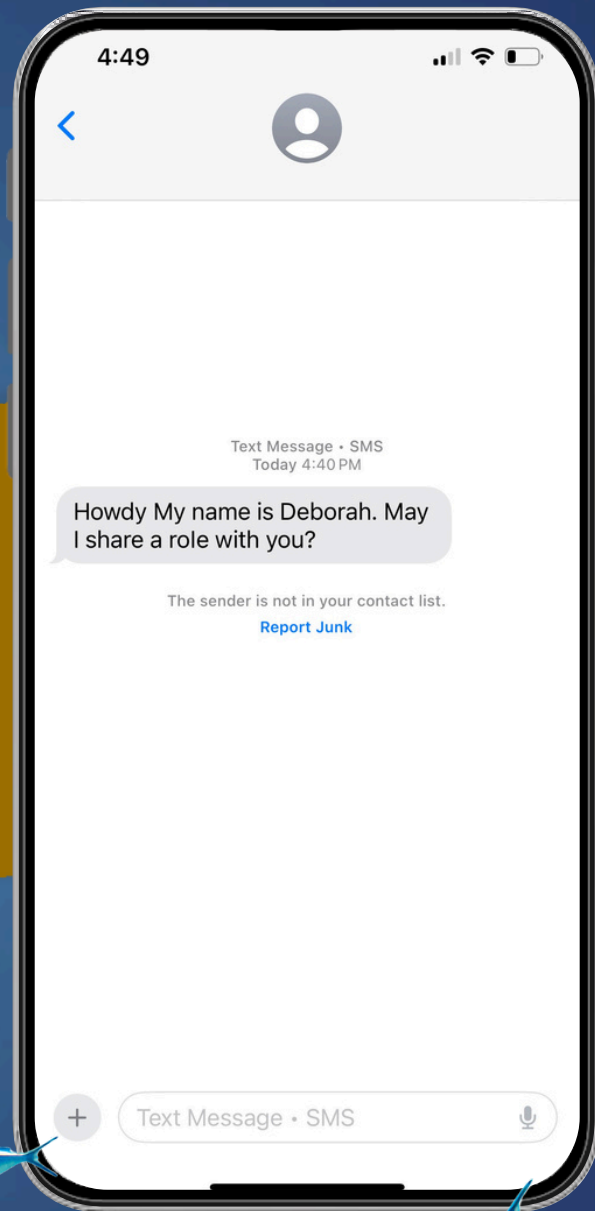 4:49
Text Message • SMS
Today 4:40 PM
Howdy My name is Deborah. May
I share a role with you?
The sender is not in your contact list.
Report Junk
Text Message • SMS